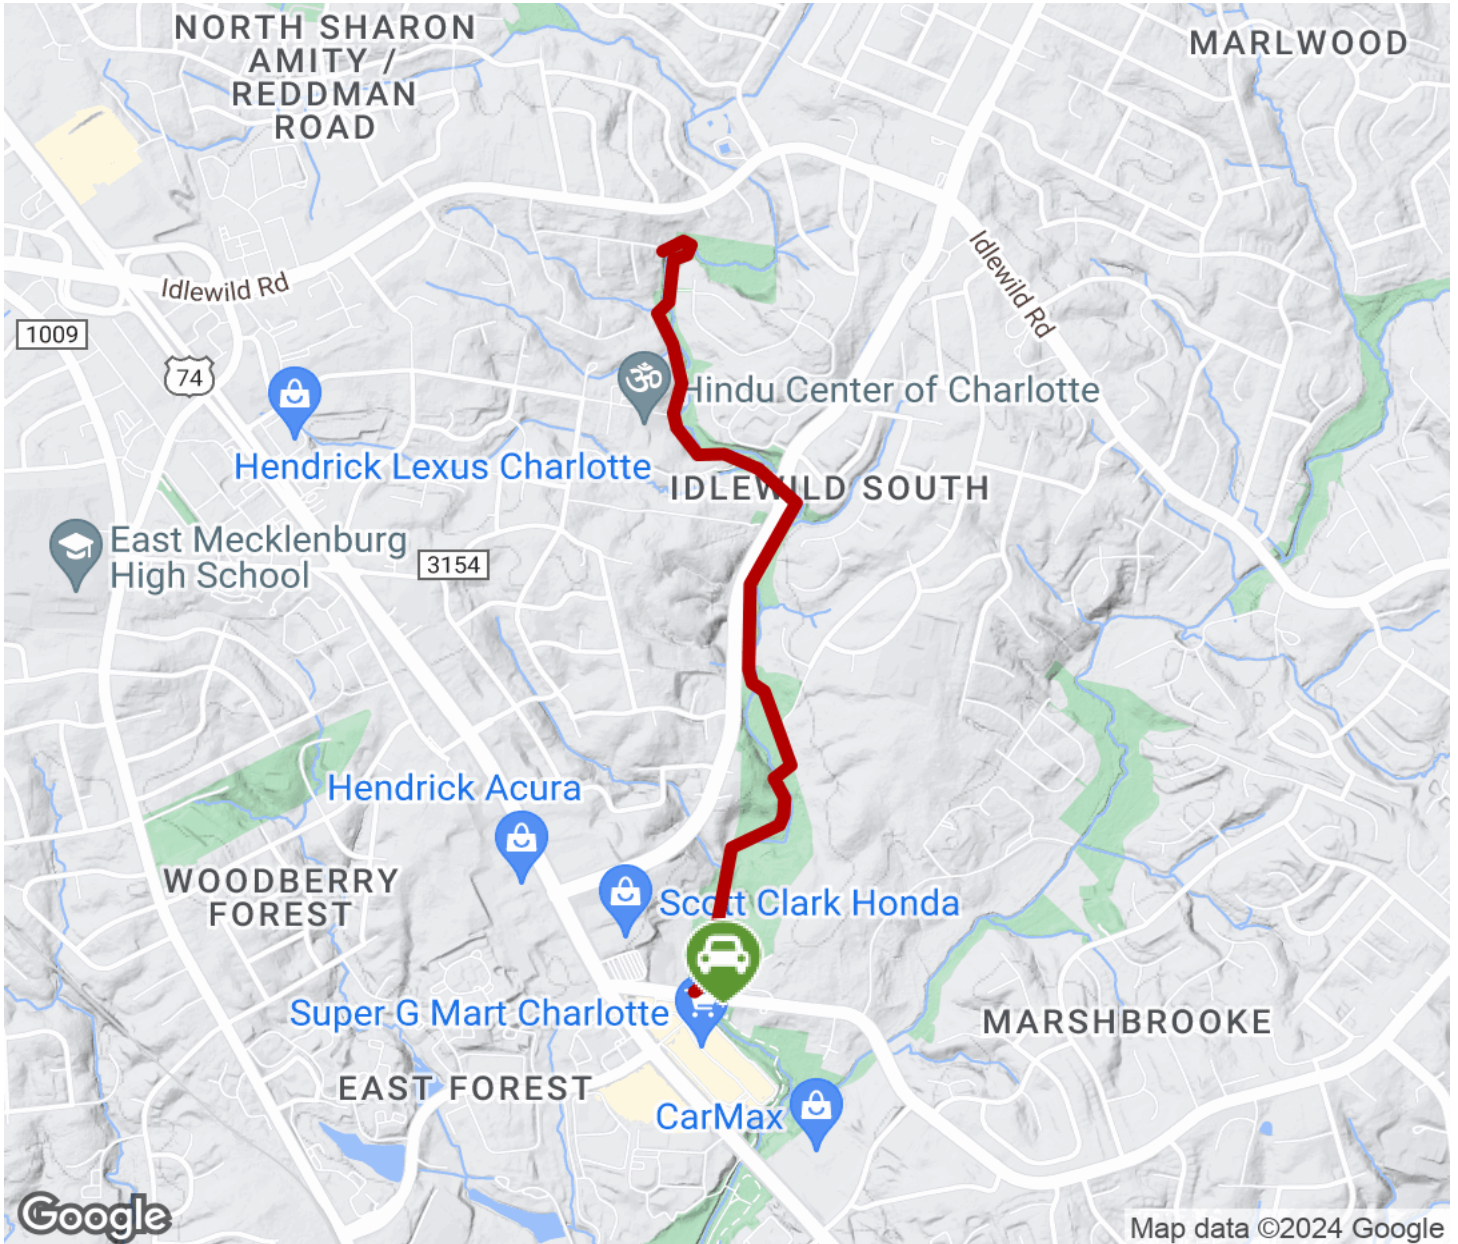 NORTH SHARON
AMITY /
REDDMAN
ROAD
MARLWOOD
Idlewild Rd
Idlewild Rd
1009
74
Hindu Center of Charlotte
Hendrick Lexus Charlotte
IDLEWILD SOUTH
East Mecklenburg
High School
3154
Hendrick Acura
WOODBERRY
FOREST
Scott Clark Honda
Super G Mart Charlotte
MARSHBROOKE
EAST FOREST
CarMax
Google
Map data ©2024 Google